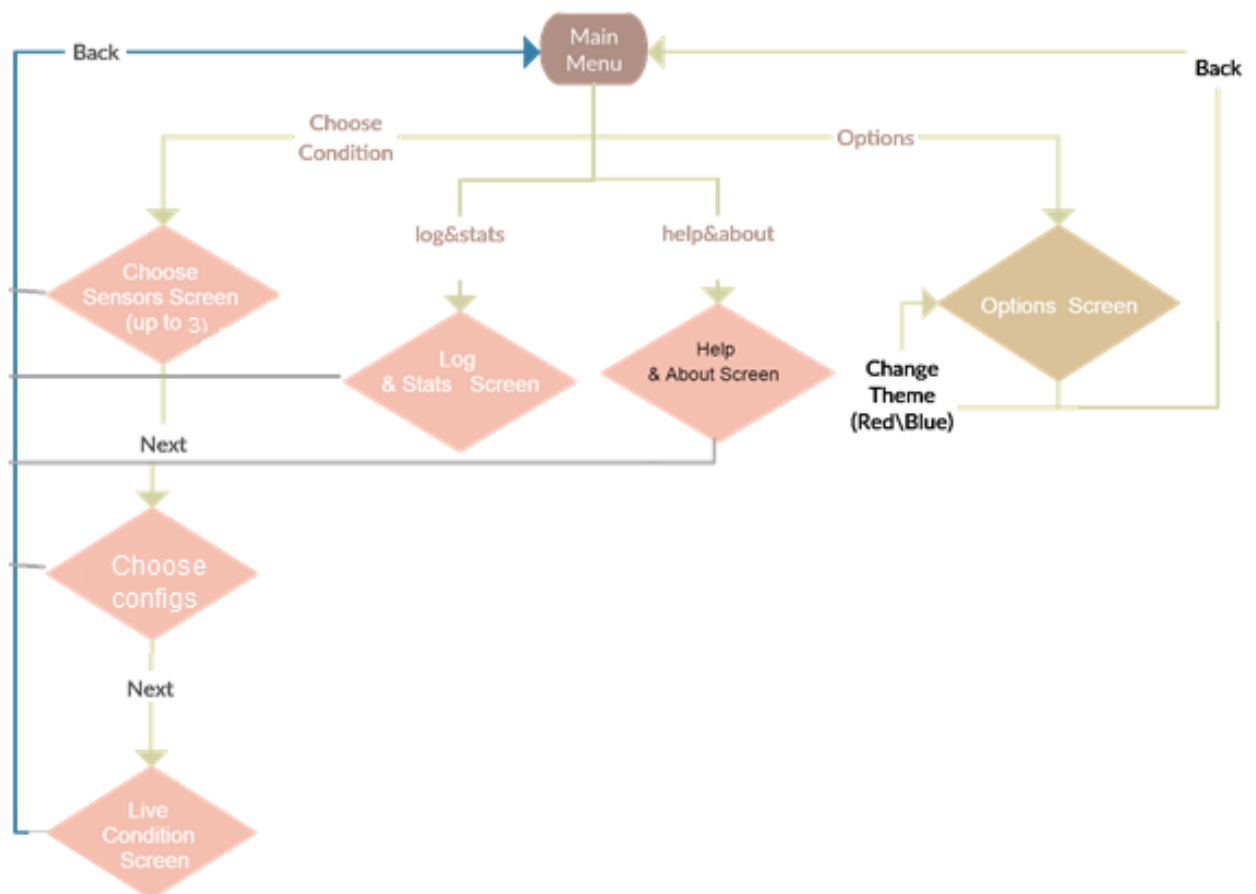 Main
Menu
Back
Back
Choose
Condition
Options
log&stats
help&about
Choose
Sensors Screen
(up to 3)
Options Screen
Log
& Stats Screen
Help
& About Screen
Change
Theme
(Red\Blue)
Next
Choose
configs
Next
Live
Condition
Screen